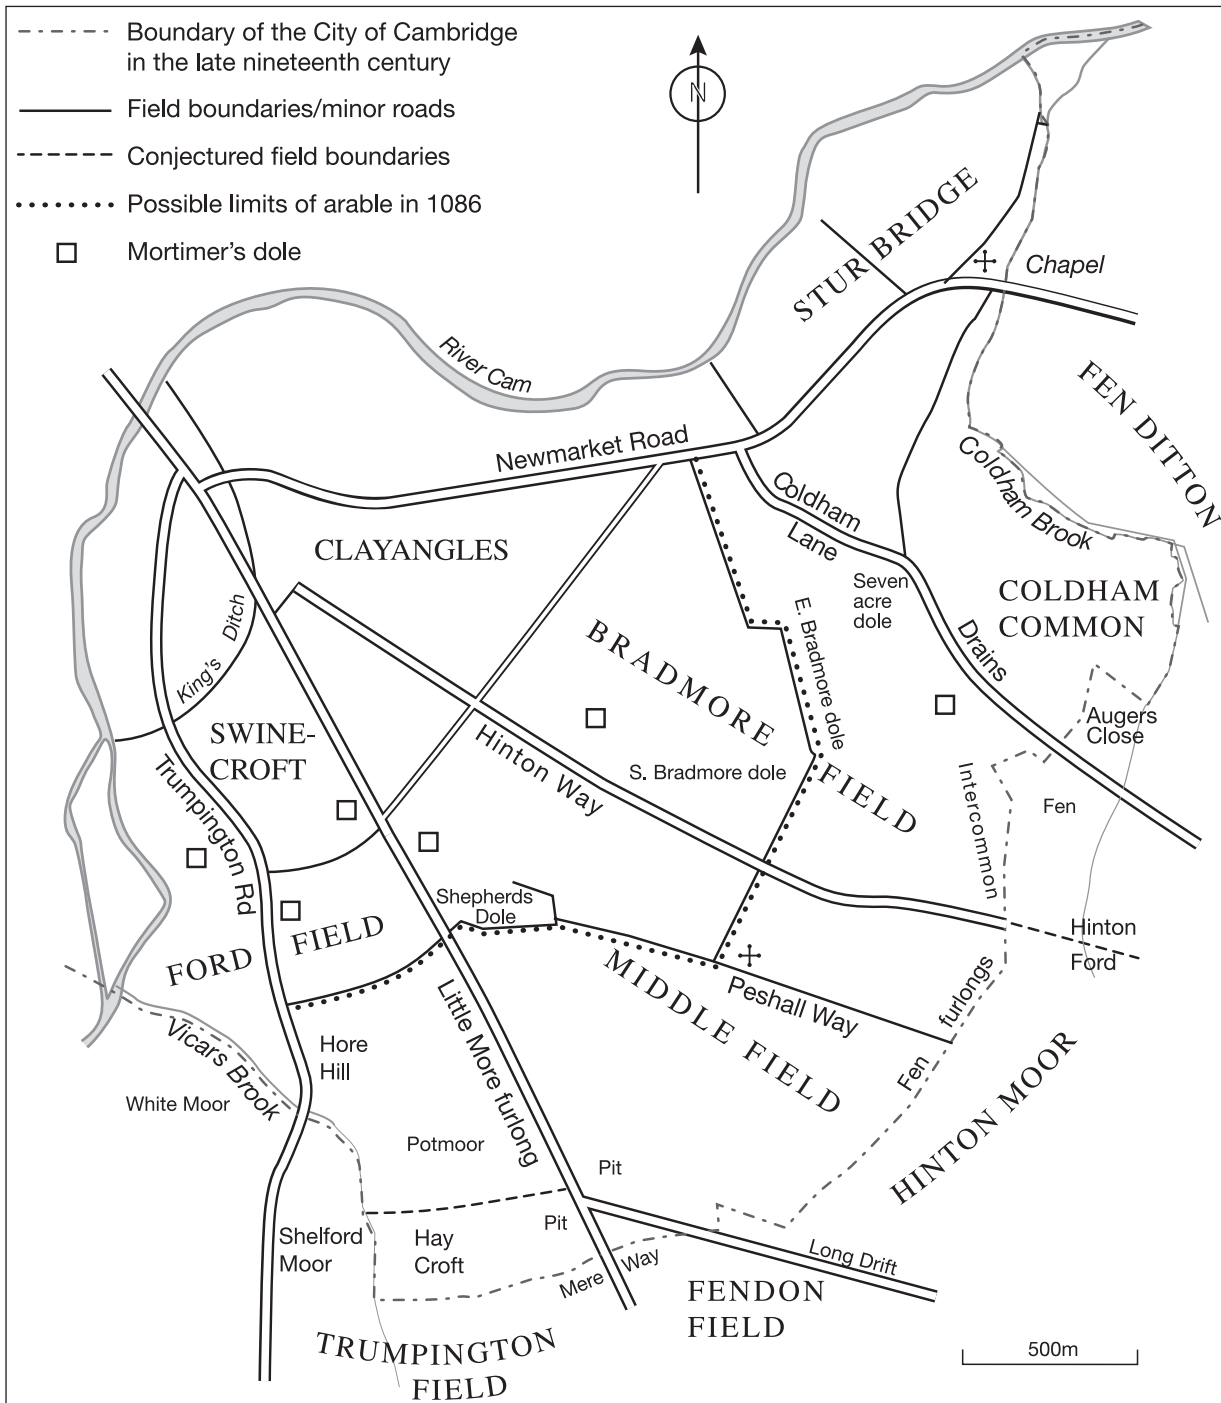 Boundary of the City of Cambridge
in the late nineteenth century
Field boundaries/minor roads
Conjectured field boundaries
Possible limits of arable in 1086
Mortimer's dole
N
STURBRIDGE
Chapel
River Cam
FEN DITTON
Newmarket Road
Coldham Brook
Coldham
Lane
CLAYANGLES
Seven
acre
dole
COLDHAM
COMMON
E. Bradmore dole
BRADMORE
FIELD
Drains
King's Ditch
Augers
Close
SWINE-
CROFT
Hinton Way
S. Bradmore dole
Intercommon
Fen
Trumpington Rd
Shepherds
Dole
Hinton
Ford
FORD FIELD
MIDDLE FIELD
Peshall Way
Fen furlongs
Little More furlong
Vicars Brook
Hore
Hill
HINTON MOOR
White Moor
Potmoor
Pit
Pit
Shelford
Moor
Hay
Croft
Mere Way
Long Drift
FENDON
FIELD
TRUMPINGTON
FIELD
500m